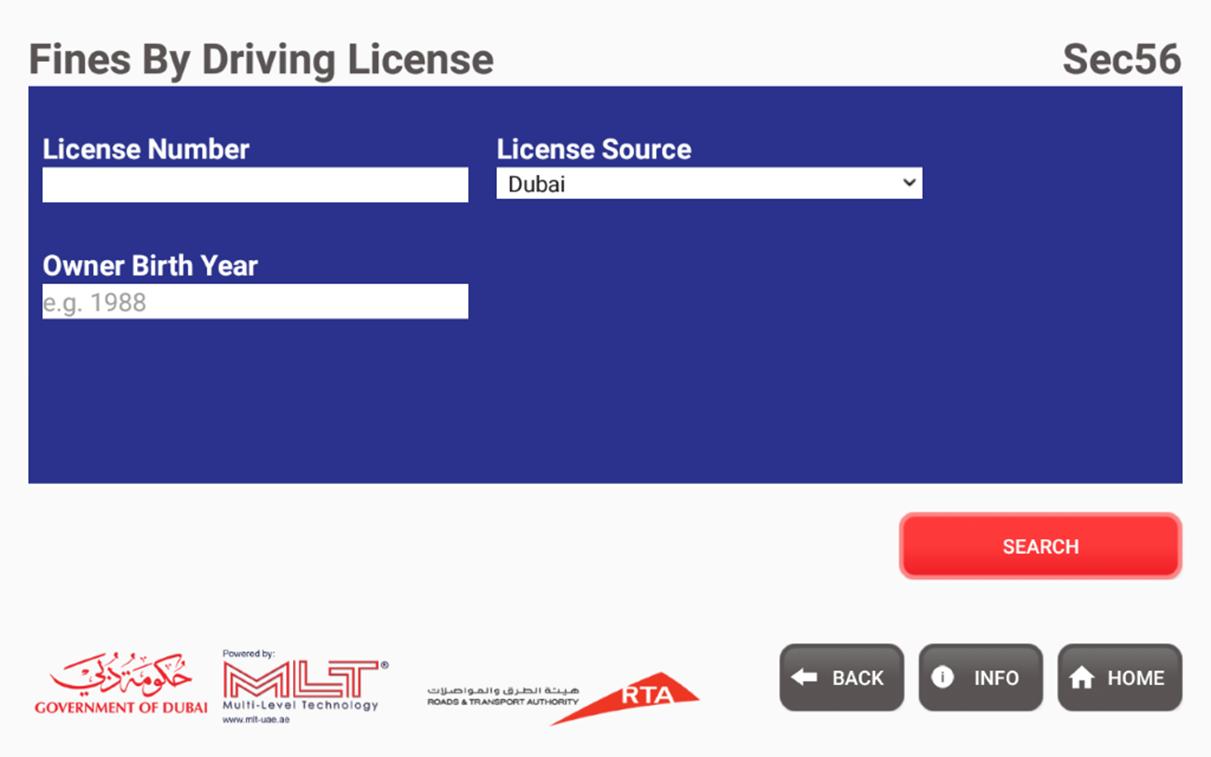 Fines By Driving License
Sec56
License Number
License Source
Dubai
Owner Birth Year
e.g. 1988
SEARCH
حكومة دبي
GOVERNMENT OF DUBAI
Powered by:
MLT®
Multi-Level Technology
www.mlt-uae.ae
هيئة الطرق والمواصلات
ROADS & TRANSPORT AUTHORITY
RTA
BACK
INFO
HOME